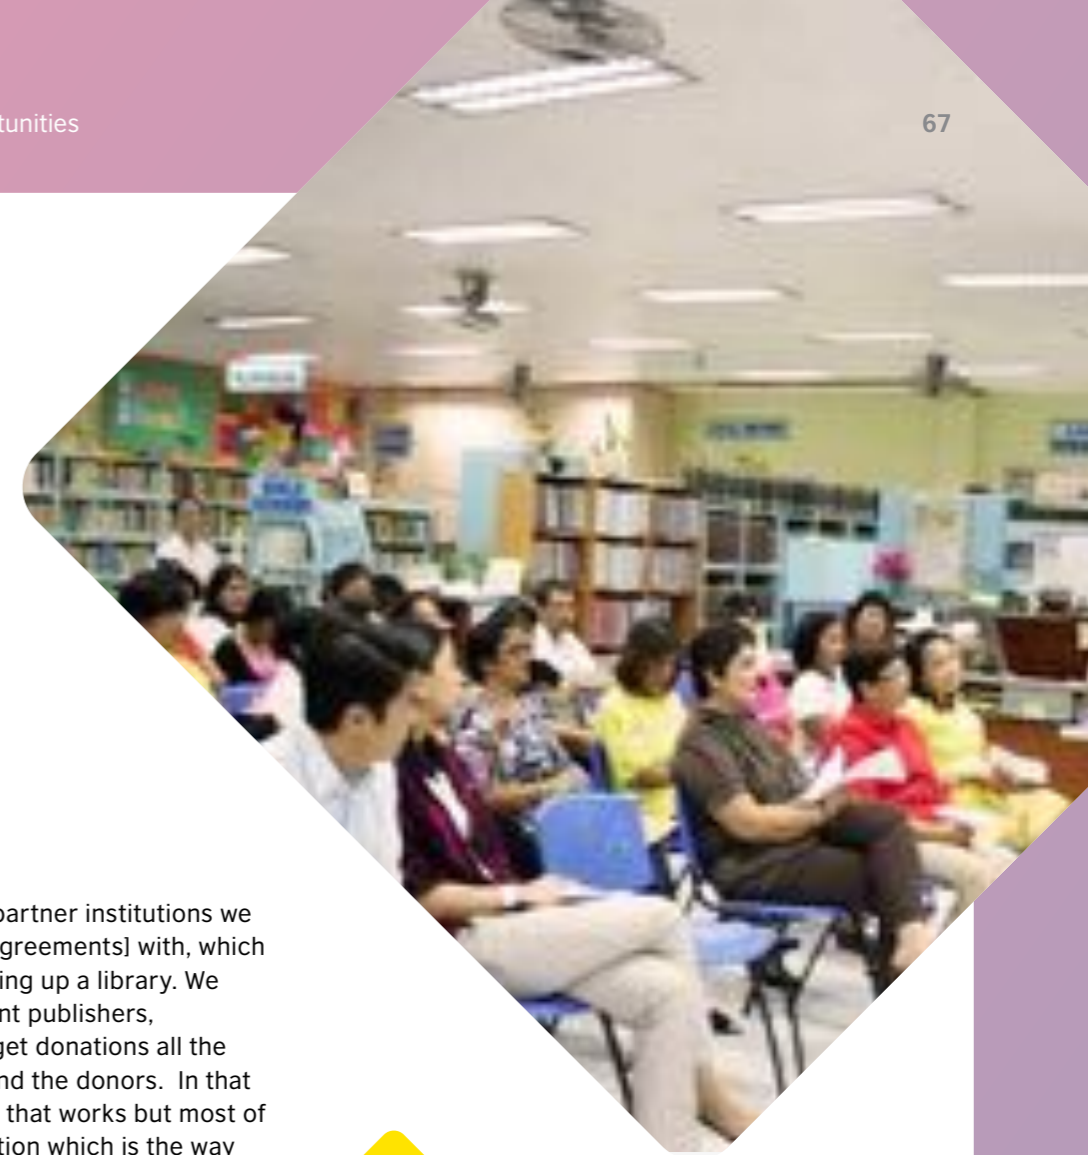 tunities
67
partner institutions we
greements] with, which
ing up a library. We
nt publishers,
get donations all the
nd the donors.  In that
that works but most of
tion which is the way